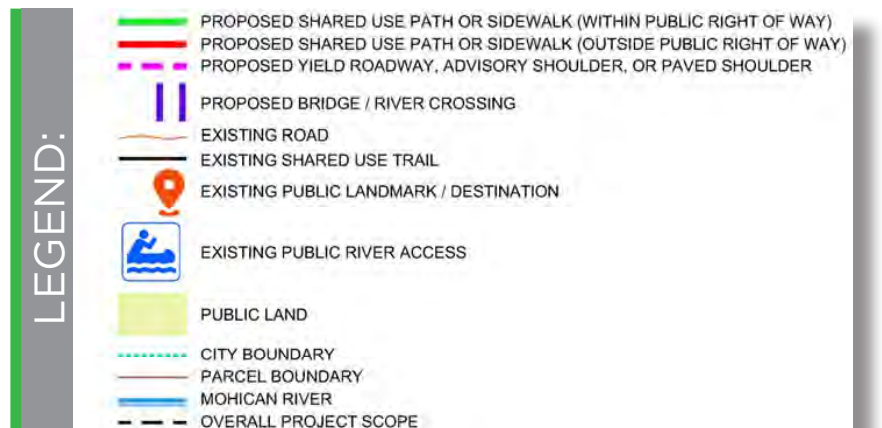 LEGEND:
PROPOSED SHARED USE PATH OR SIDEWALK (WITHIN PUBLIC RIGHT OF WAY)
PROPOSED SHARED USE PATH OR SIDEWALK (OUTSIDE PUBLIC RIGHT OF WAY)
PROPOSED YIELD ROADWAY, ADVISORY SHOULDER, OR PAVED SHOULDER
PROPOSED BRIDGE / RIVER CROSSING
EXISTING ROAD
EXISTING SHARED USE TRAIL
EXISTING PUBLIC LANDMARK / DESTINATION
EXISTING PUBLIC RIVER ACCESS
PUBLIC LAND
CITY BOUNDARY
PARCEL BOUNDARY
MOHICAN RIVER
OVERALL PROJECT SCOPE